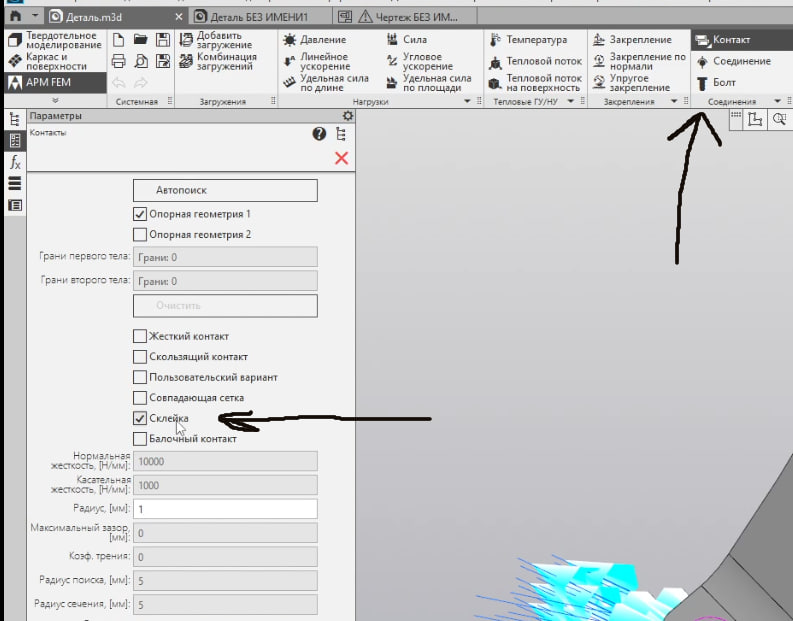 Деталь.m3d
Деталь БЕЗ ИМЕНИ1
Чертеж БЕЗ ИМ...
Твердотельное
моделирование
Каркас и
поверхности
APM FEM
Системная
Добавить
загружение
Комбинация
загружений
Загружения
Давление
Линейное
ускорение
Удельная сила
по длине
Сила
Угловое
ускорение
Удельная сила
по площади
Нагрузки
Температура
Тепловой поток
Тепловой поток
на поверхность
Тепловые ГУ/НУ
Закрепление
Закрепление по
нормали
Упругое
закрепление
Закрепления
Контакт
Соединение
Болт
Соединения
Параметры
Контакты
Автопоиск
Опорная геометрия 1
Опорная геометрия 2
Грани первого тела: Грани: 0
Грани второго тела: Грани: 0
Очистить
Жесткий контакт
Скользящий контакт
Пользовательский вариант
Совпадающая сетка
Склейка
Балочный контакт
Нормальная
жесткость, [Н/мм]: 10000
Касательная
жесткость, [Н/мм]: 1000
Радиус, [мм]: 1
Максимальный зазор,
[мм]: 0
Коэф. трения: 0
Радиус поиска, [мм]: 5
Радиус сечения, [мм]: 5